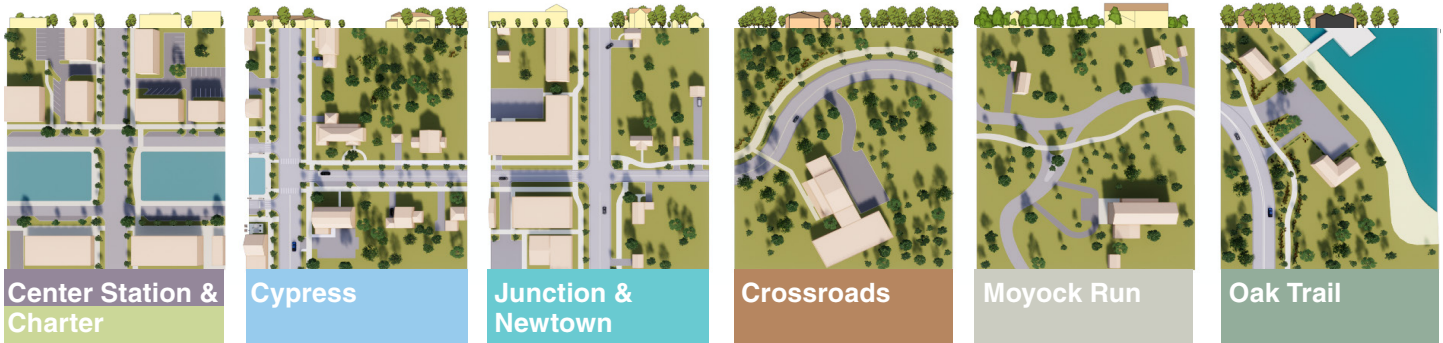 Center Station &
Charter
Cypress
Junction &
Newtown
Crossroads
Moyock Run
Oak Trail